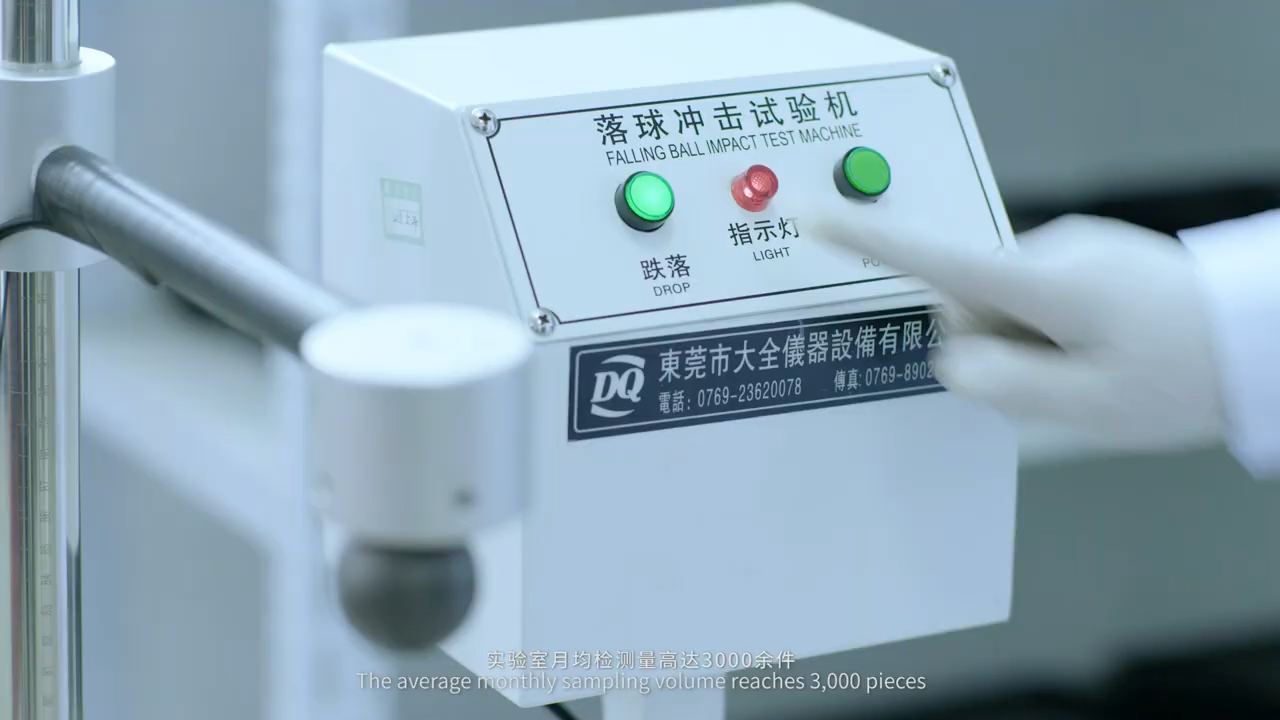 落球冲击试验机
FALLING BALL IMPACT TEST MACHINE
指示灯
LIGHT
跌落
DROP
DQ
東莞市大全儀器設備有限公
電話: 0769-23620078
傳真: 0769-8902
实验室月均检测量高达3000余件
The average monthly sampling volume reaches 3,000 pieces